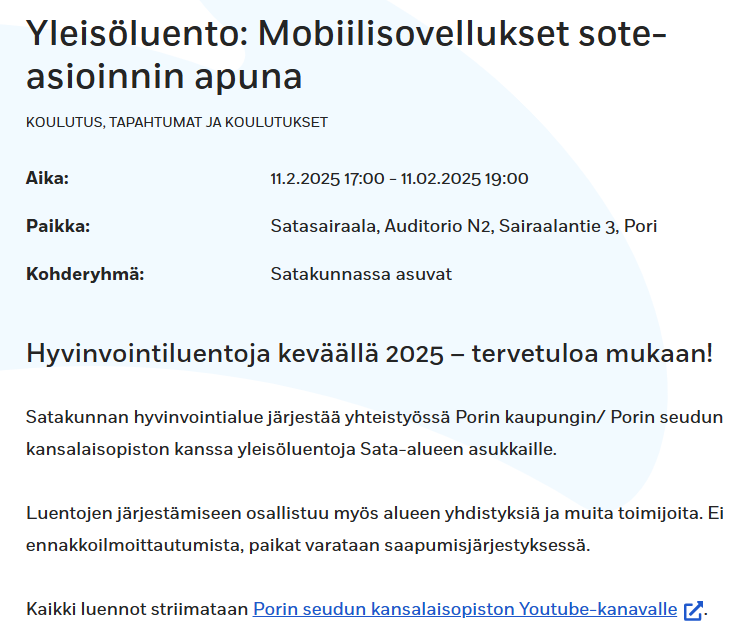 Yleisöluento: Mobiilisovellukset sote-
asioinnin apuna
KOULUTUS, TAPAHTUMAT JA KOULUTUKSET
Aika: 11.2.2025 17:00 - 11.02.2025 19:00
Paikka: Satasairaala, Auditorio N2, Sairaalantie 3, Pori
Kohderyhmä: Satakunnassa asuvat
Hyvinvointiluentoja keväällä 2025 – tervetuloa mukaan!
Satakunnan hyvinvointialue järjestää yhteistyössä Porin kaupungin/ Porin seudun
kansalaisopiston kanssa yleisöluentoja Sata-alueen asukkaille.
Luentojen järjestämiseen osallistuu myös alueen yhdistyksiä ja muita toimijoita. Ei
ennakkoilmoittautumista, paikat varataan saapumisjärjestyksessä.
Kaikki luennot striimataan Porin seudun kansalaisopiston Youtube-kanavalle.